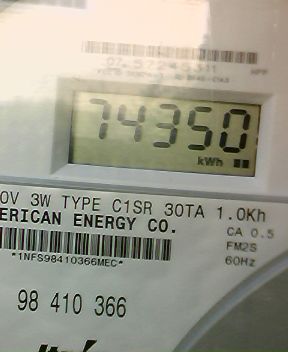 74350
kWh
0V 3W TYPE C1SR 30TA 1.0Kh
ERICAN ENERGY CO.
CA 0.5
FM2S
60Hz
*1NFS98410366MEC*
98 410 366